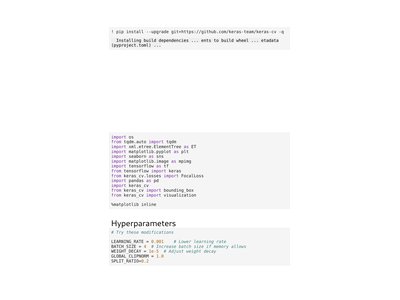 ! pip install --upgrade git+https://github.com/keras-team/keras-cv -q
Installing build dependencies ... ents to build wheel ... etadata
(pyproject.toml) ...
import os
from tqdm.auto import tqdm
import xml.etree.ElementTree as ET
import matplotlib.pyplot as plt
import seaborn as sns
import matplotlib.image as mpimg
import tensorflow as tf
from tensorflow import keras
from keras_cv.losses import FocalLoss
import pandas as pd
import keras_cv
from keras_cv import bounding_box
from keras_cv import visualization
%matplotlib inline
Hyperparameters
# Try these modifications
LEARNING_RATE = 0.001    # Lower learning rate
BATCH_SIZE = 4  # Increase batch size if memory allows
WEIGHT_DECAY = 1e-5  # Adjust weight decay
GLOBAL_CLIPNORM = 1.0
SPLIT_RATIO=0.2